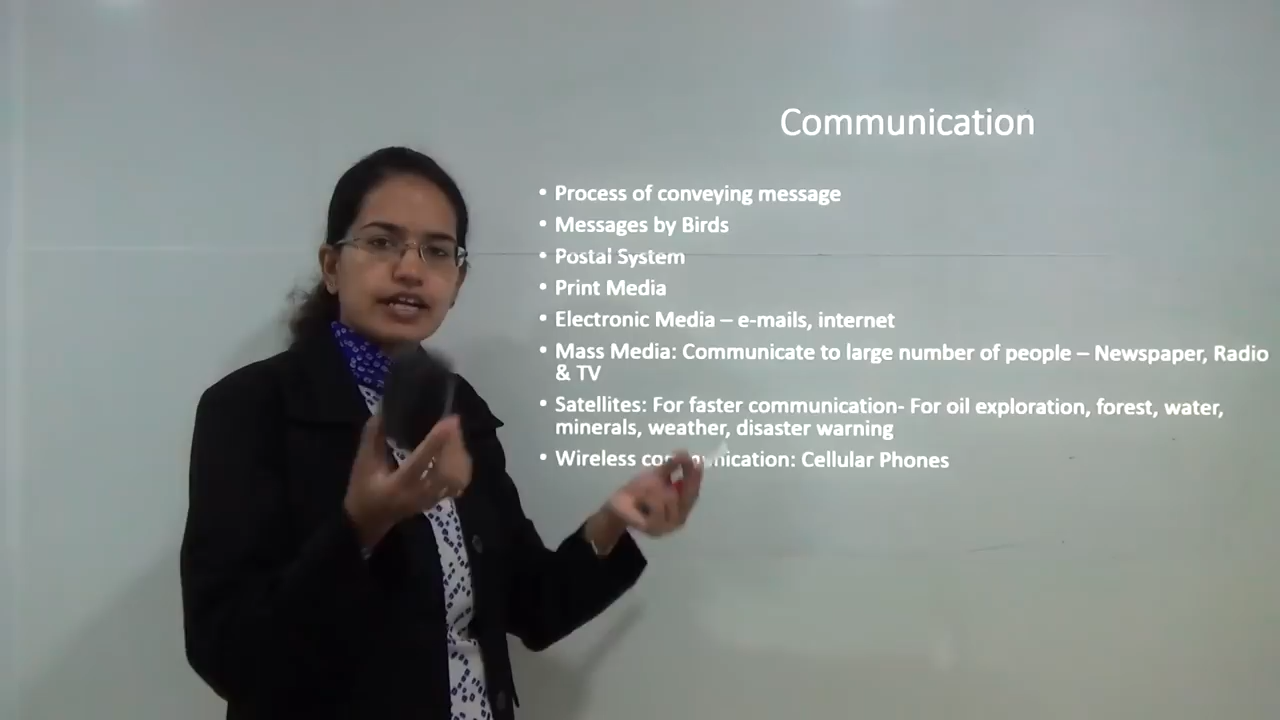 Communication
• Process of conveying message
• Messages by Birds
• Postal System
• Print Media
• Electronic Media – e-mails, internet
• Mass Media: Communicate to large number of people – Newspaper, Radio
& TV
• Satellites: For faster communication- For oil exploration, forest, water,
minerals, weather, disaster warning
• Wireless communication: Cellular Phones